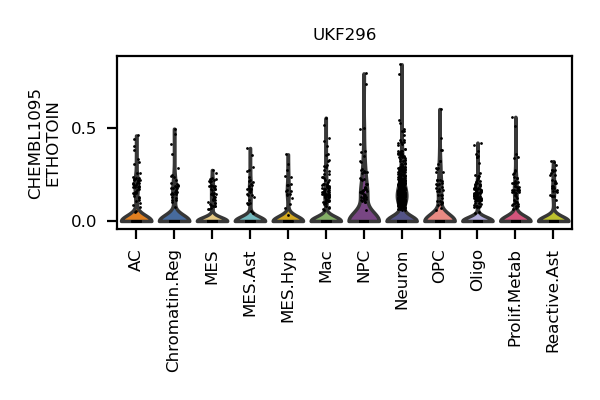 UKF296
CHEMBL1095
ETHOTOIN
0.5
0.0
AC
Chromatin.Reg
MES
MES.Ast
MES.Hyp
Mac
NPC
Neuron
OPC
Oligo
Prolif.Metab
Reactive.Ast